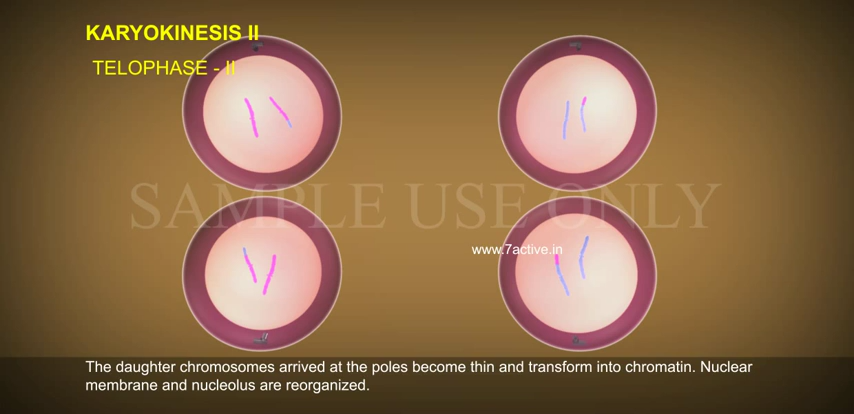 KARYOKINESIS II
TELOPHASE - II
SAMPLE USE ONLY
www.7active.in
The daughter chromosomes arrived at the poles become thin and transform into chromatin. Nuclear
membrane and nucleolus are reorganized.